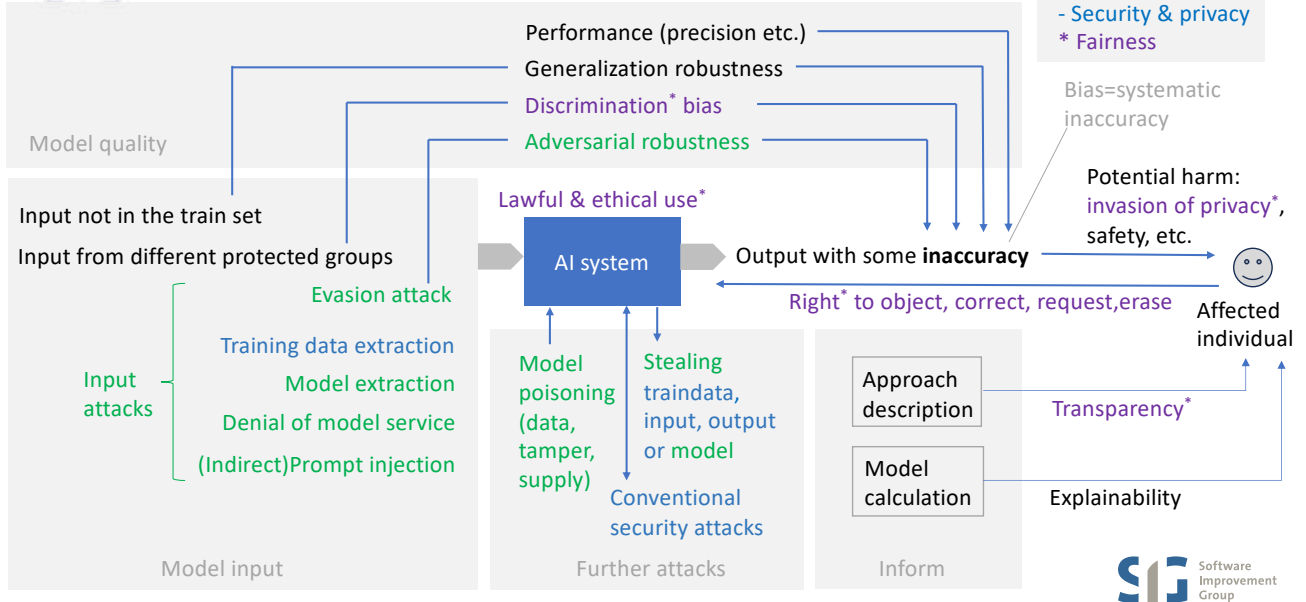 - Security & privacy
* Fairness
Performance (precision etc.)
Generalization robustness
Discrimination* bias
Adversarial robustness
Model quality
Bias=systematic
inaccuracy
Input not in the train set
Input from different protected groups
Evasion attack
Training data extraction
Model extraction
Denial of model service
(Indirect)Prompt injection
Input
attacks
Model input
Lawful & ethical use*
AI system
Output with some inaccuracy
Potential harm:
invasion of privacy*,
safety, etc.
Right* to object, correct, request,erase
Affected
individual
Model
poisoning
(data,
tamper,
supply)
Stealing
traindata,
input, output
or model
Conventional
security attacks
Further attacks
Approach
description
Transparency*
Model
calculation
Explainability
Inform
SIG
Software
Improvement
Group